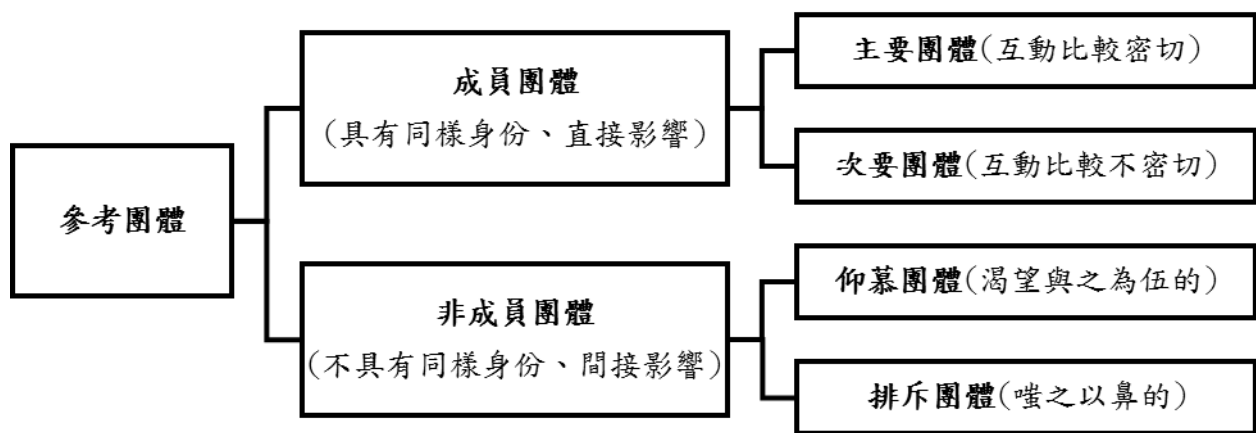 參考團體
成員團體
(具有同樣身份、直接影響)
主要團體(互動比較密切)
次要團體(互動比較不密切)
非成員團體
(不具有同樣身份、間接影響)
仰慕團體(渴望與之為伍的)
排斥團體(嗤之以鼻的)